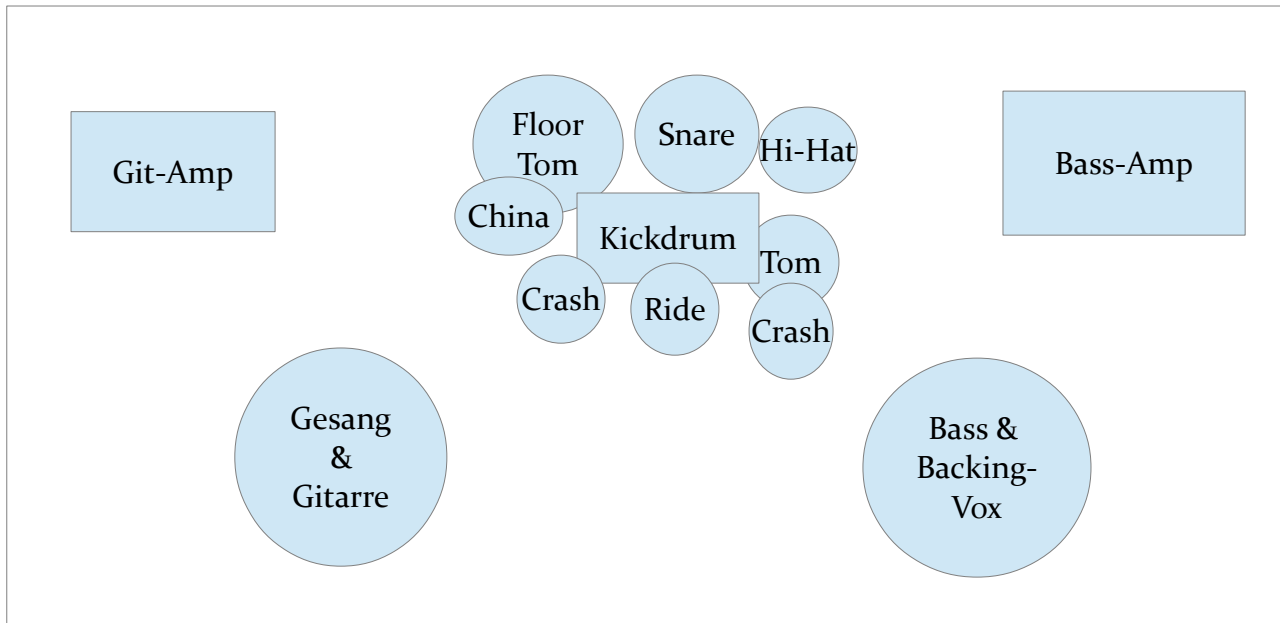 Git-Amp
Floor
Tom
Snare
Hi-Hat
Bass-Amp
China
Kickdrum
Tom
Crash
Ride
Crash
Gesang
&
Gitarre
Bass &
Backing-
Vox